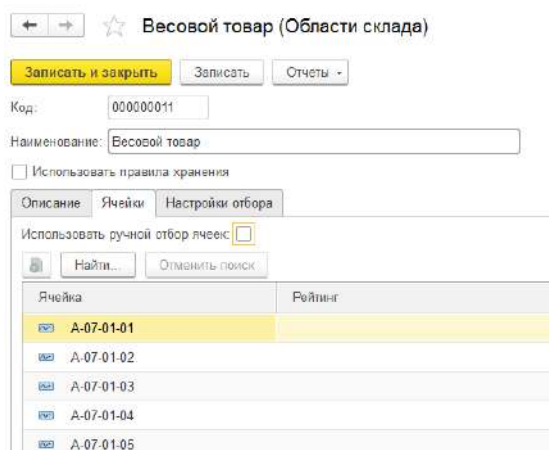 Весовой товар (Области склада)
Записать и закрыть Записать Отчеты
Код: 000000011
Наименование: Весовой товар
Использовать правила хранения
Описание Ячейки Настройки отбора
Использовать ручной отбор ячеек:
Найти... Отменить поиск
Ячейка Рейтинг
А-07-01-01
А-07-01-02
А-07-01-03
А-07-01-04
А-07-01-05